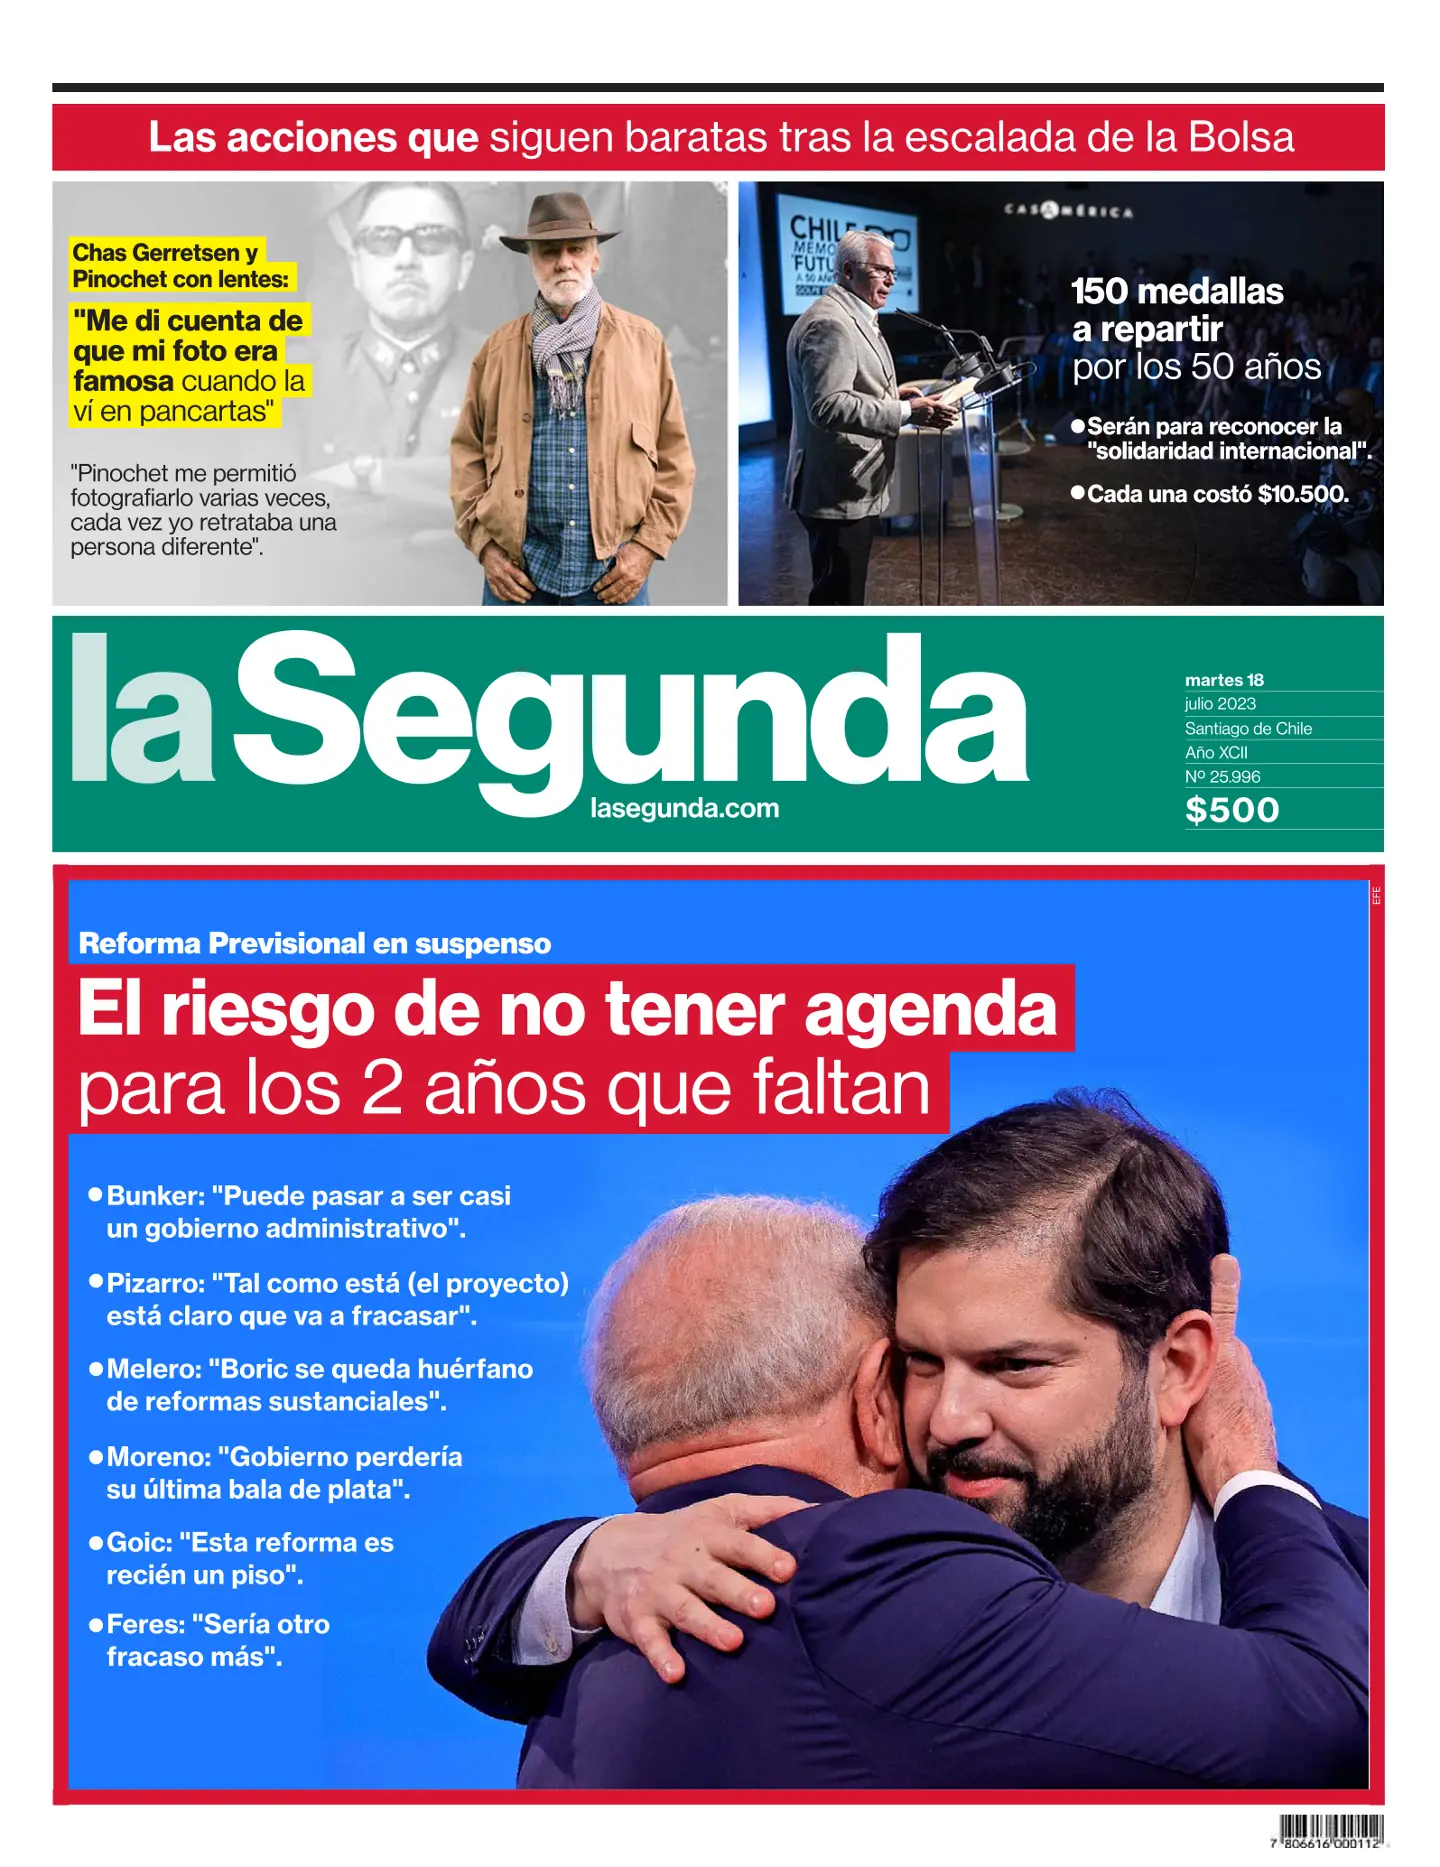 Las acciones que siguen baratas tras la escalada de la Bolsa
Chas Gerretsen y
Pinochet con lentes:
"Me di cuenta de
que mi foto era
famosa cuando la
ví en pancartas"
"Pinochet me permitió
fotografiarlo varias veces,
cada vez yo retrataba una
persona diferente".
CASAMÉRICA
CHILE
MEMO
FUTU
A 50 AÑ
GOLPE
150 medallas
a repartir
por los 50 años
●Serán para reconocer la
"solidaridad internacional".
●Cada una costó $10.500.
la Segunda
lasegunda.com
martes 18
julio 2023
Santiago de Chile
Año XCII
Nº 25.996
$500
EFE
Reforma Previsional en suspenso
El riesgo de no tener agenda
para los 2 años que faltan
●Bunker: "Puede pasar a ser casi
un gobierno administrativo".
●Pizarro: "Tal como está (el proyecto)
está claro que va a fracasar".
●Melero: "Boric se queda huérfano
de reformas sustanciales".
●Moreno: "Gobierno perdería
su última bala de plata".
●Goic: "Esta reforma es
recién un piso".
●Feres: "Sería otro
fracaso más".
7 806616 000112